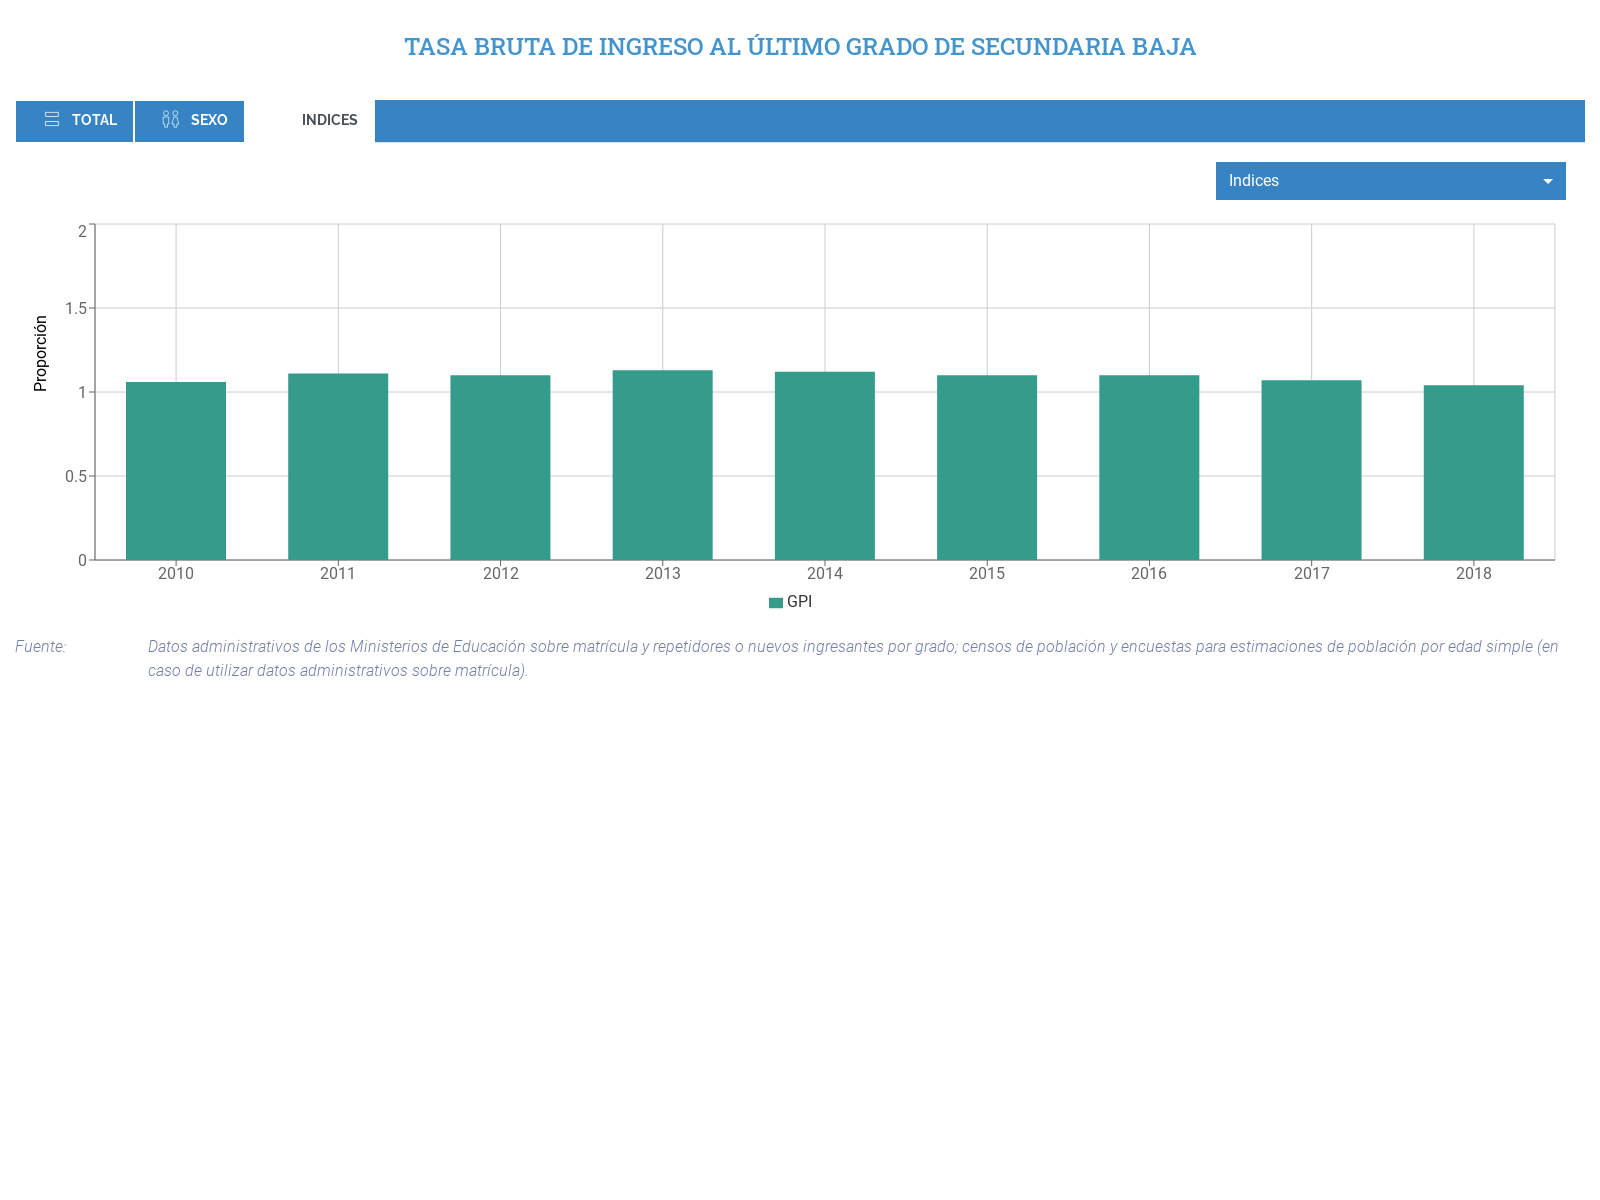 TASA BRUTA DE INGRESO AL ÚLTIMO GRADO DE SECUNDARIA BAJA
TOTAL SEXO INDICES
Indices
2
1.5
1
0.5
0
Proporción
2010 2011 2012 2013 2014 2015 2016 2017 2018
GPI
Fuente: Datos administrativos de los Ministerios de Educación sobre matrícula y repetidores o nuevos ingresantes por grado; censos de población y encuestas para estimaciones de población por edad simple (en
caso de utilizar datos administrativos sobre matrícula).